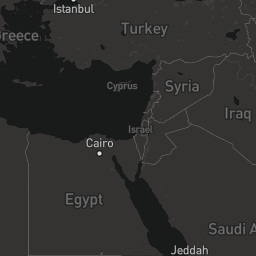 Istanbul
Turkey
Greece
Cyprus
Syria
Iraq
Israel
Cairo
Egypt
Saudi A
Jeddah